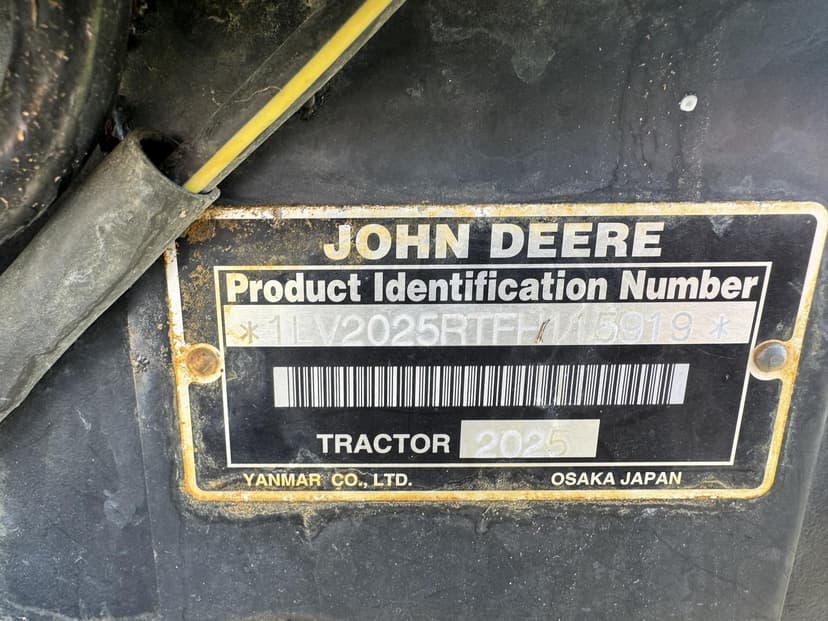 JOHN DEERE
Product Identification Number
*1LV2025RTFH115919*
TRACTOR 2025
YANMAR CO., LTD. OSAKA JAPAN